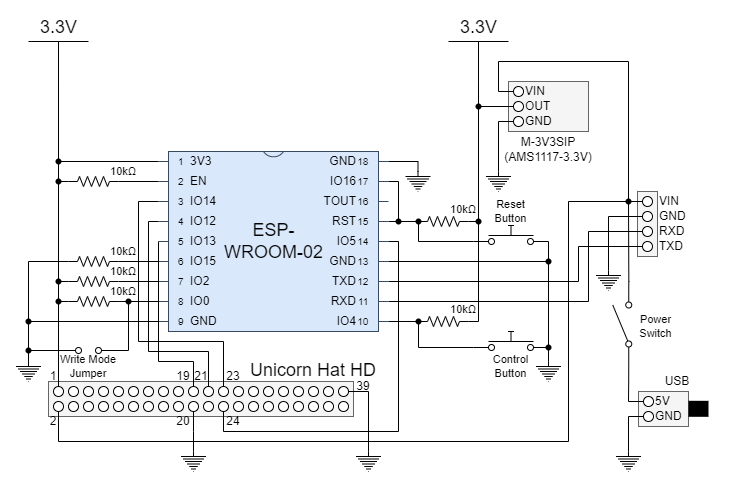 3.3V
3.3V
VIN
OUT
GND
M-3V3SIP
(AMS1117-3.3V)
1 3V3
GND 18
10kΩ
2 EN
IO16 17
3 IO14
TOUT 16
10kΩ
Reset
Button
VIN
4 IO12
RST 15
GND
ESP-
WROOM-02
RXD
5 IO13
IO5 14
TXD
10kΩ
6 IO15
GND 13
10kΩ
7 IO2
TXD 12
10kΩ
8 IO0
RXD 11
9 GND
IO4 10
10kΩ
Power
Switch
Write Mode
Jumper
Control
Button
Unicorn Hat HD
1
19
21
23
39
USB
5V
GND
2
20
24